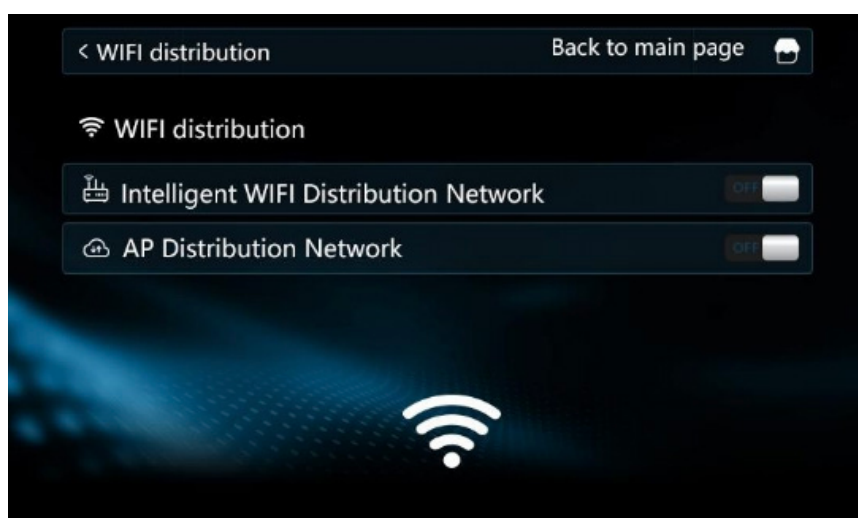 < WIFI distribution Back to main page
WIFI distribution
Intelligent WIFI Distribution Network OFF
AP Distribution Network OFF